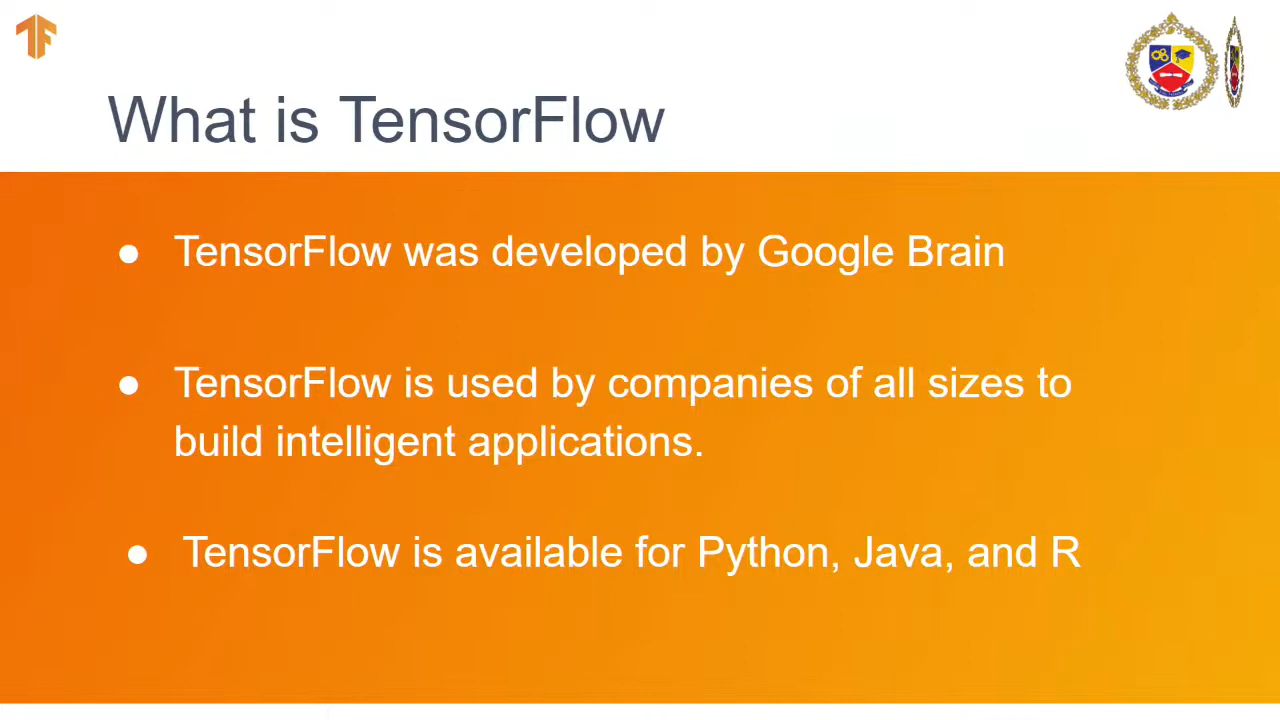 What is TensorFlow
● TensorFlow was developed by Google Brain
● TensorFlow is used by companies of all sizes to
build intelligent applications.
● TensorFlow is available for Python, Java, and R